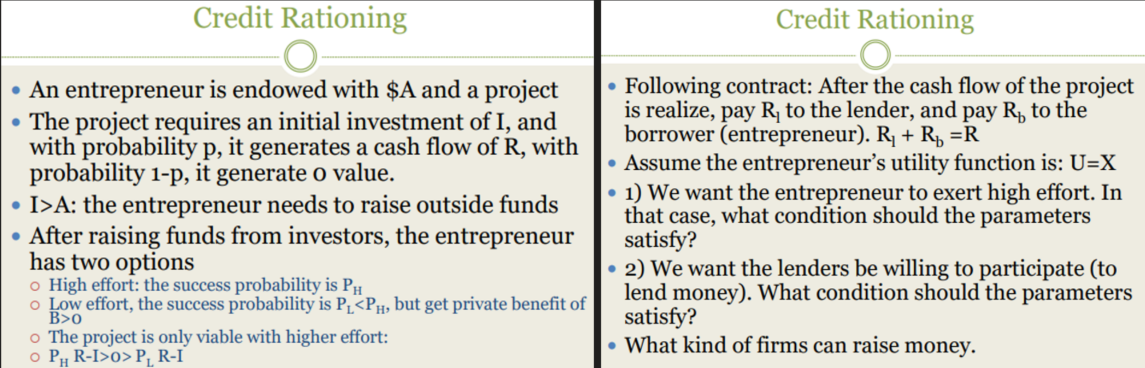 Credit Rationing
• An entrepreneur is endowed with $A and a project
• The project requires an initial investment of I, and
with probability p, it generates a cash flow of R, with
probability 1-p, it generate 0 value.
• I>A: the entrepreneur needs to raise outside funds
• After raising funds from investors, the entrepreneur
has two options
○ High effort: the success probability is P_H
○ Low effort, the success probability is P_L<P_H, but get private benefit of
B>0
○ The project is only viable with higher effort:
○ P_H R-I>0> P_L R-I
Credit Rationing
• Following contract: After the cash flow of the project
is realize, pay R_l to the lender, and pay R_b to the
borrower (entrepreneur). R_l + R_b =R
• Assume the entrepreneur's utility function is: U=X
• 1) We want the entrepreneur to exert high effort. In
that case, what condition should the parameters
satisfy?
• 2) We want the lenders be willing to participate (to
lend money). What condition should the parameters
satisfy?
• What kind of firms can raise money.